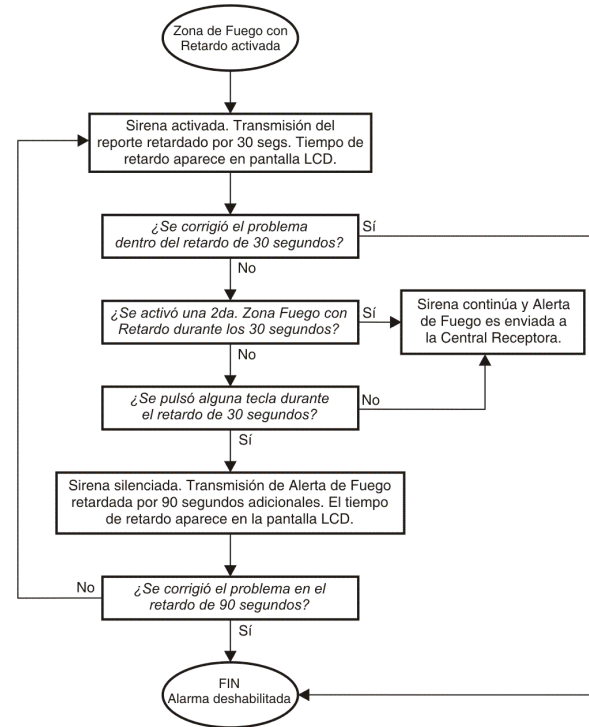 Zona de Fuego con
Retardo activada
Sirena activada. Transmisión del
reporte retardado por 30 segs. Tiempo de
retardo aparece en pantalla LCD.
¿Se corrigió el problema
dentro del retardo de 30 segundos?
Sí
No
¿Se activó una 2da. Zona Fuego con
Retardo durante los 30 segundos?
Sí
Sirena continúa y Alerta
de Fuego es enviada a
la Central Receptora.
No
¿Se pulsó alguna tecla durante
el retardo de 30 segundos?
No
Sí
Sirena silenciada. Transmisión de Alerta de Fuego
retardada por 90 segundos adicionales. El tiempo
de retardo aparece en la pantalla LCD.
No
¿Se corrigió el problema en el
retardo de 90 segundos?
Sí
FIN
Alarma deshabilitada